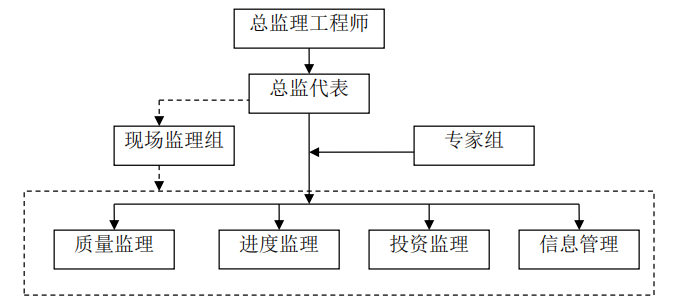 总监理工程师
总监代表
现场监理组
专家组
质量监理
进度监理
投资监理
信息管理